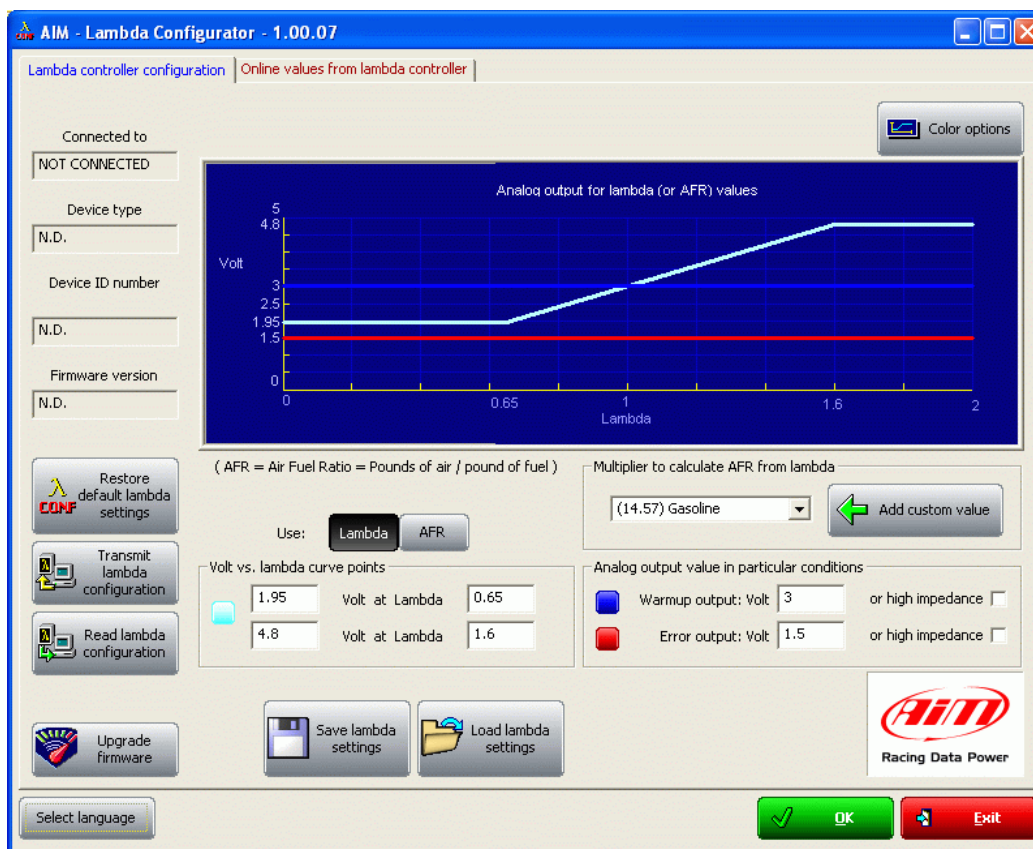 AIM - Lambda Configurator - 1.00.07
Lambda controller configuration
Online values from lambda controller
Color options
Connected to
NOT CONNECTED
Device type
N.D.
Device ID number
N.D.
Firmware version
N.D.
Analog output for lambda (or AFR) values
Volt
5
4.8
3
2.5
1.95
1.5
0
0
0.65
1
1.6
2
Lambda
( AFR = Air Fuel Ratio = Pounds of air / pound of fuel )
Use:
Lambda
AFR
Multiplier to calculate AFR from lambda
(14.57) Gasoline
Add custom value
λ
CONF
Restore
default lambda
settings
Transmit
lambda
configuration
Read lambda
configuration
Volt vs. lambda curve points
1.95 Volt at Lambda 0.65
4.8 Volt at Lambda 1.6
Analog output value in particular conditions
Warmup output: Volt 3 or high impedance
Error output: Volt 1.5 or high impedance
Upgrade
firmware
Save lambda
settings
Load lambda
settings
AiM
Racing Data Power
Select language
OK
Exit